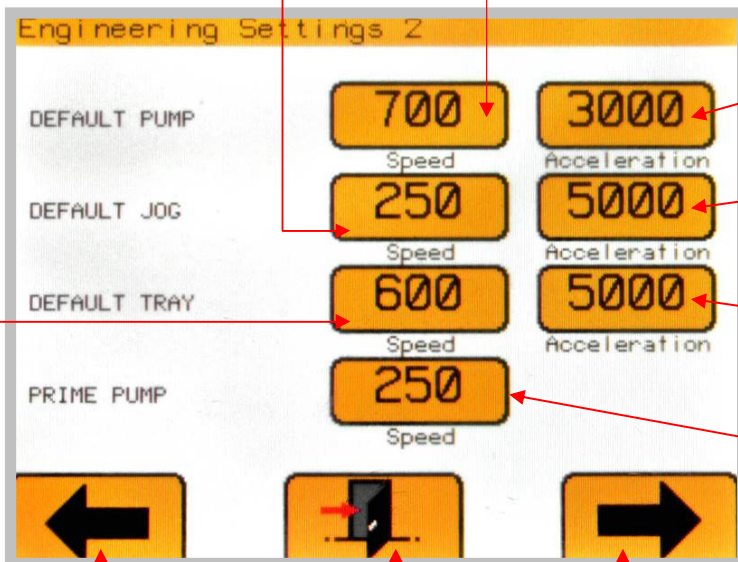 Engineering Settings 2
DEFAULT PUMP 700 3000
Speed Acceleration
DEFAULT JOG 250 5000
Speed Acceleration
DEFAULT TRAY 600 5000
Speed Acceleration
PRIME PUMP 250
Speed